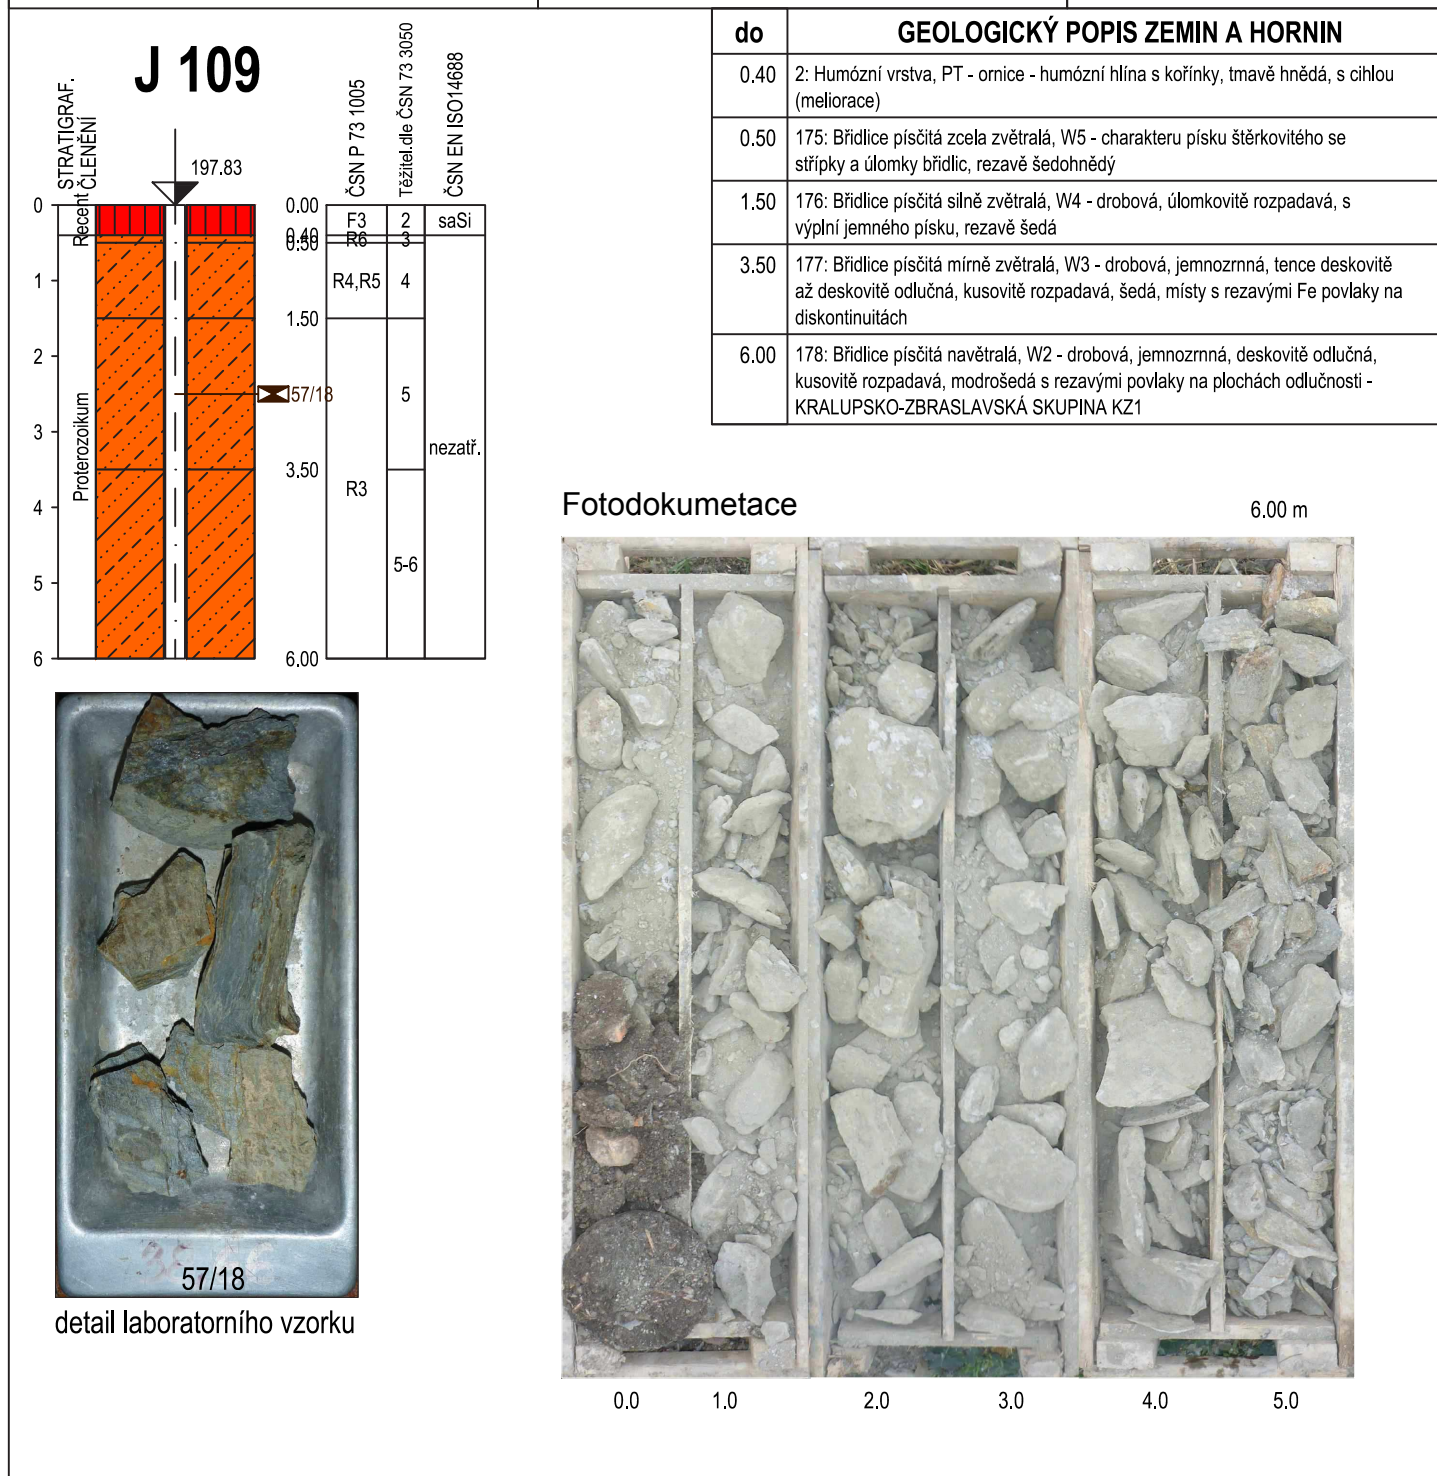 J 109
STRATIGRAF.
ČLENĚNÍ
197.83
ČSN P 73 1005
Těžitel.dle ČSN 73 3050
ČSN EN ISO14688
Recent
Proterozoikum
0
1
2
3
4
5
6
0.00
0.40
0.50
1.50
3.50
6.00
57/18
F3
2
saSi
R6
3
R4,R5
4
5
nezatř.
R3
5-6
do
GEOLOGICKÝ POPIS ZEMIN A HORNIN
0.40
2: Humózní vrstva, PT - ornice - humózní hlína s kořínky, tmavě hnědá, s cihlou
(meliorace)
0.50
175: Břidlice písčitá zcela zvětralá, W5 - charakteru písku štěrkovitého se
střípky a úlomky břidlic, rezavě šedohnědý
1.50
176: Břidlice písčitá silně zvětralá, W4 - drobová, úlomkovitě rozpadavá, s
výplní jemného písku, rezavě šedá
3.50
177: Břidlice písčitá mírně zvětralá, W3 - drobová, jemnozrnná, tence deskovitě
až deskovitě odlučná, kusovitě rozpadavá, šedá, místy s rezavými Fe povlaky na
diskontinuitách
6.00
178: Břidlice písčitá navětralá, W2 - drobová, jemnozrnná, deskovitě odlučná,
kusovitě rozpadavá, modrošedá s rezavými povlaky na plochách odlučnosti -
KRALUPSKO-ZBRASLAVSKÁ SKUPINA KZ1
Fotodokumetace
6.00 m
57/18
detail laboratorního vzorku
0.0
1.0
2.0
3.0
4.0
5.0